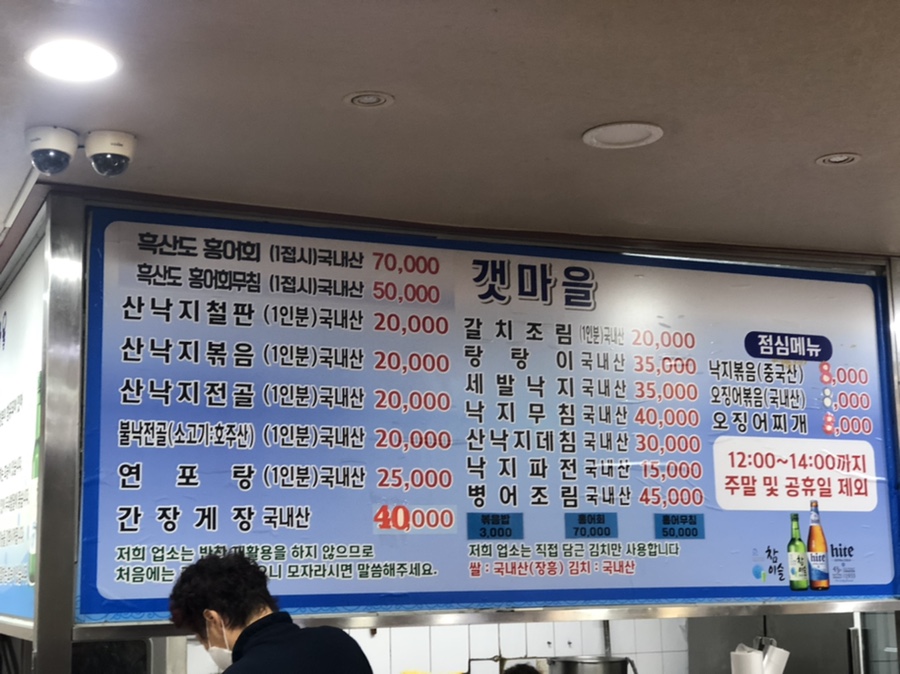 흑산도 홍어회 (1접시)국내산 70,000
흑산도 홍어회무침 (1접시)국내산 50,000
산낙지철판 (1인분)국내산 20,000
산낙지볶음 (1인분)국내산 20,000
산낙지전골 (1인분)국내산 20,000
불낙전골(소고기:호주산) (1인분)국내산 20,000
연포탕 (1인분)국내산 25,000
간장게장 국내산 40,000
저희 업소는 반찬 재활용을 하지 않으므로
처음에는 오니 모자라시면 말씀해주세요.
갯마을
갈치조림 (1인분)국내산 20,000
탕탕이 국내산 35,000
세발낙지 국내산 35,000
낙지무침 국내산 40,000
산낙지데침 국내산 30,000
낙지파전 국내산 15,000
병어조림 국내산 45,000
볶음밥 3,000
홍어회 70,000
홍어무침 50,000
저희 업소는 직접 담근 김치만 사용합니다
쌀 : 국내산(장흥) 김치 : 국내산
점심메뉴
낙지볶음(중국산) 8,000
오징어볶음(국내산) 8,000
오징어찌개 8,000
12:00~14:00까지
주말 및 공휴일 제외
참이슬
hite
hite